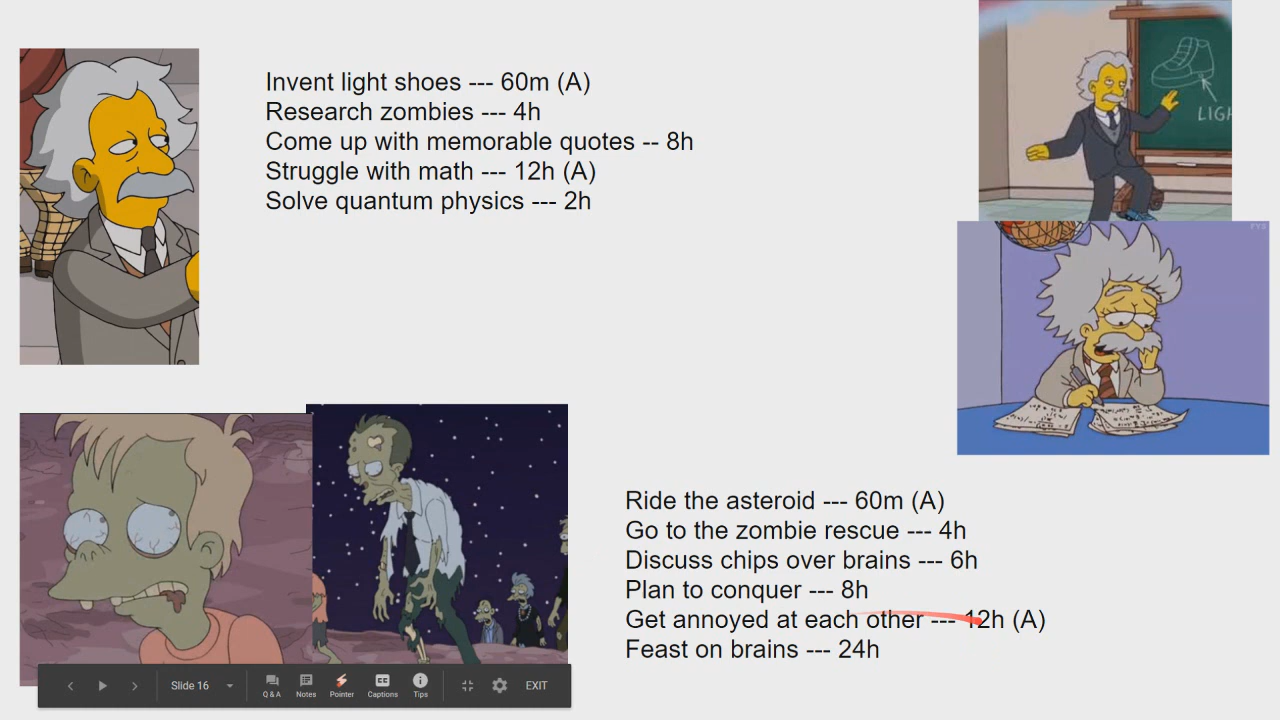 Invent light shoes --- 60m (A)
Research zombies --- 4h
Come up with memorable quotes -- 8h
Struggle with math --- 12h (A)
Solve quantum physics --- 2h
LIGH
Ride the asteroid --- 60m (A)
Go to the zombie rescue --- 4h
Discuss chips over brains --- 6h
Plan to conquer --- 8h
Get annoyed at each other --- 12h (A)
Feast on brains --- 24h
Slide 16
Q & A
Notes
Pointer
CC
Captions
Tips
EXIT